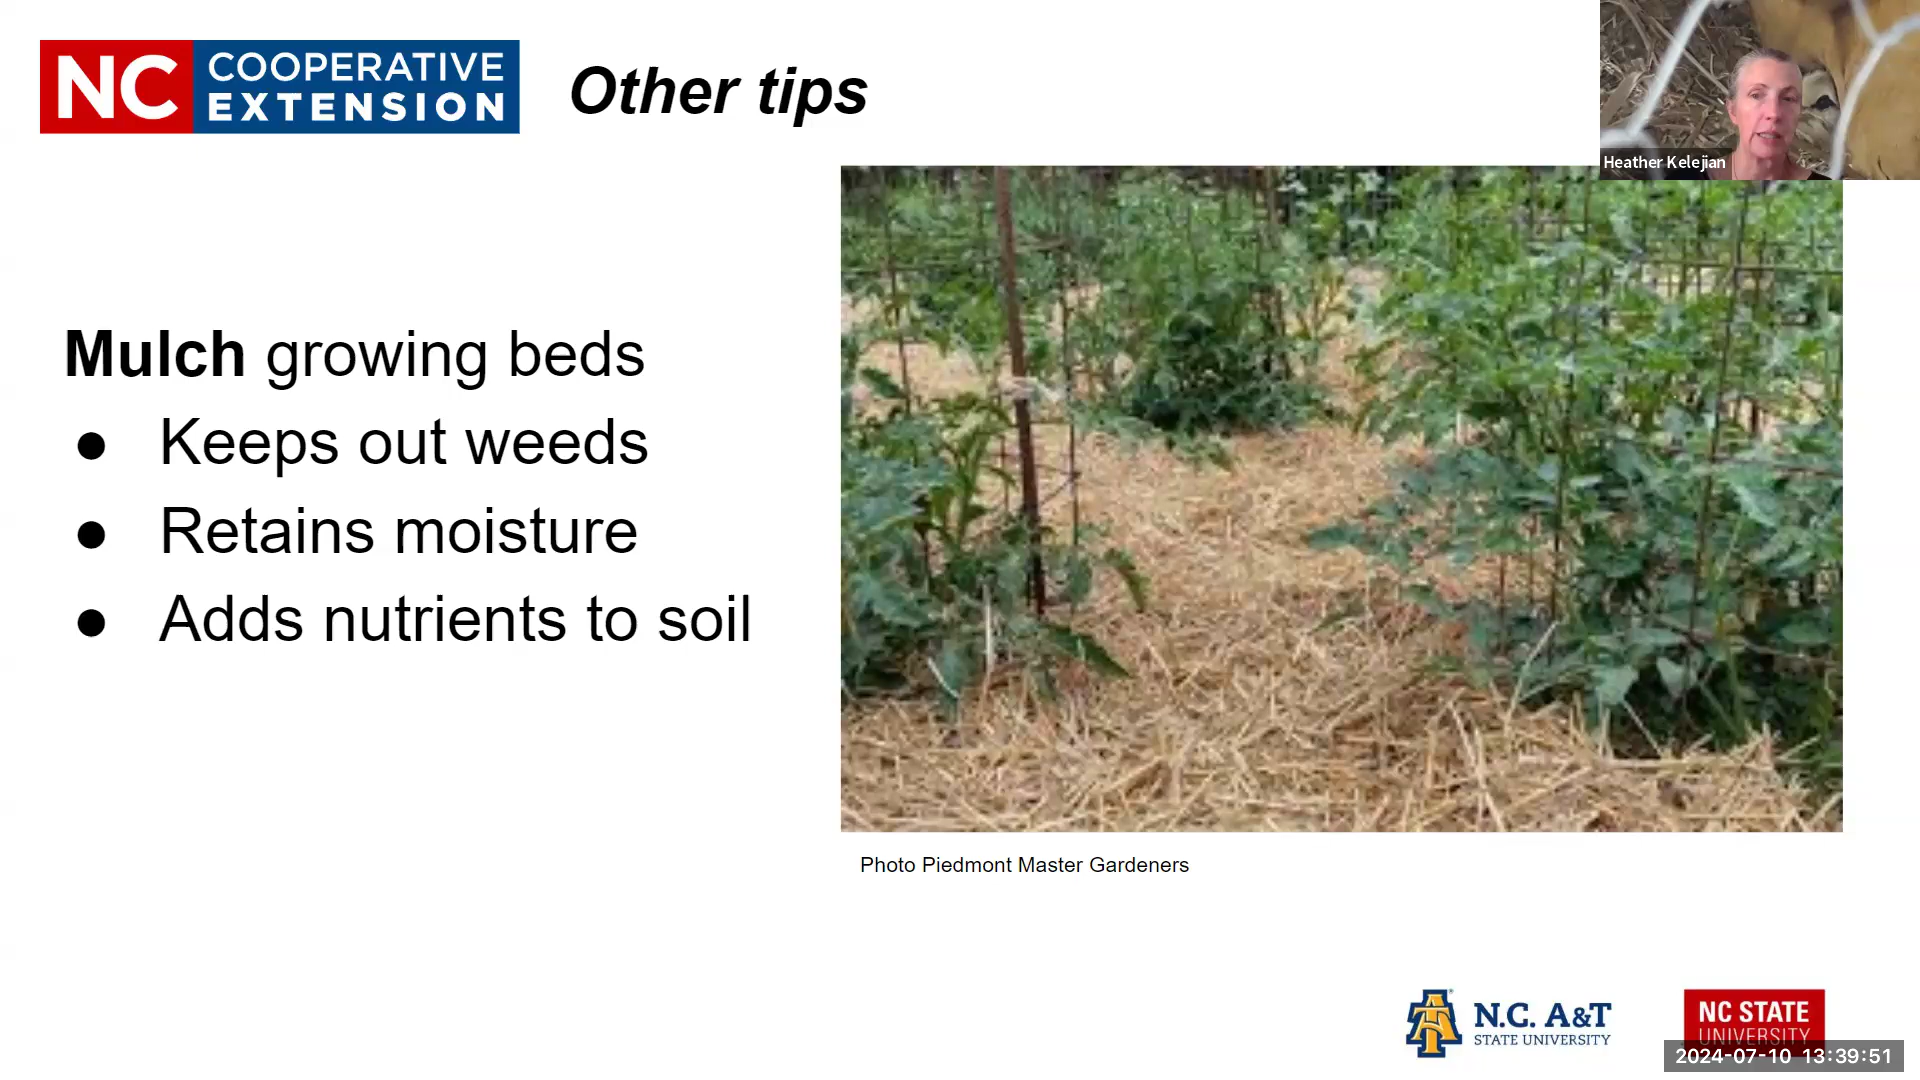 NC COOPERATIVE
EXTENSION
Other tips
Heather Kelejian
Mulch growing beds
● Keeps out weeds
● Retains moisture
● Adds nutrients to soil
Photo Piedmont Master Gardeners
N.C. A&T
STATE UNIVERSITY
NC STATE
UNIVERSITY
2024-07-10 13:39:51